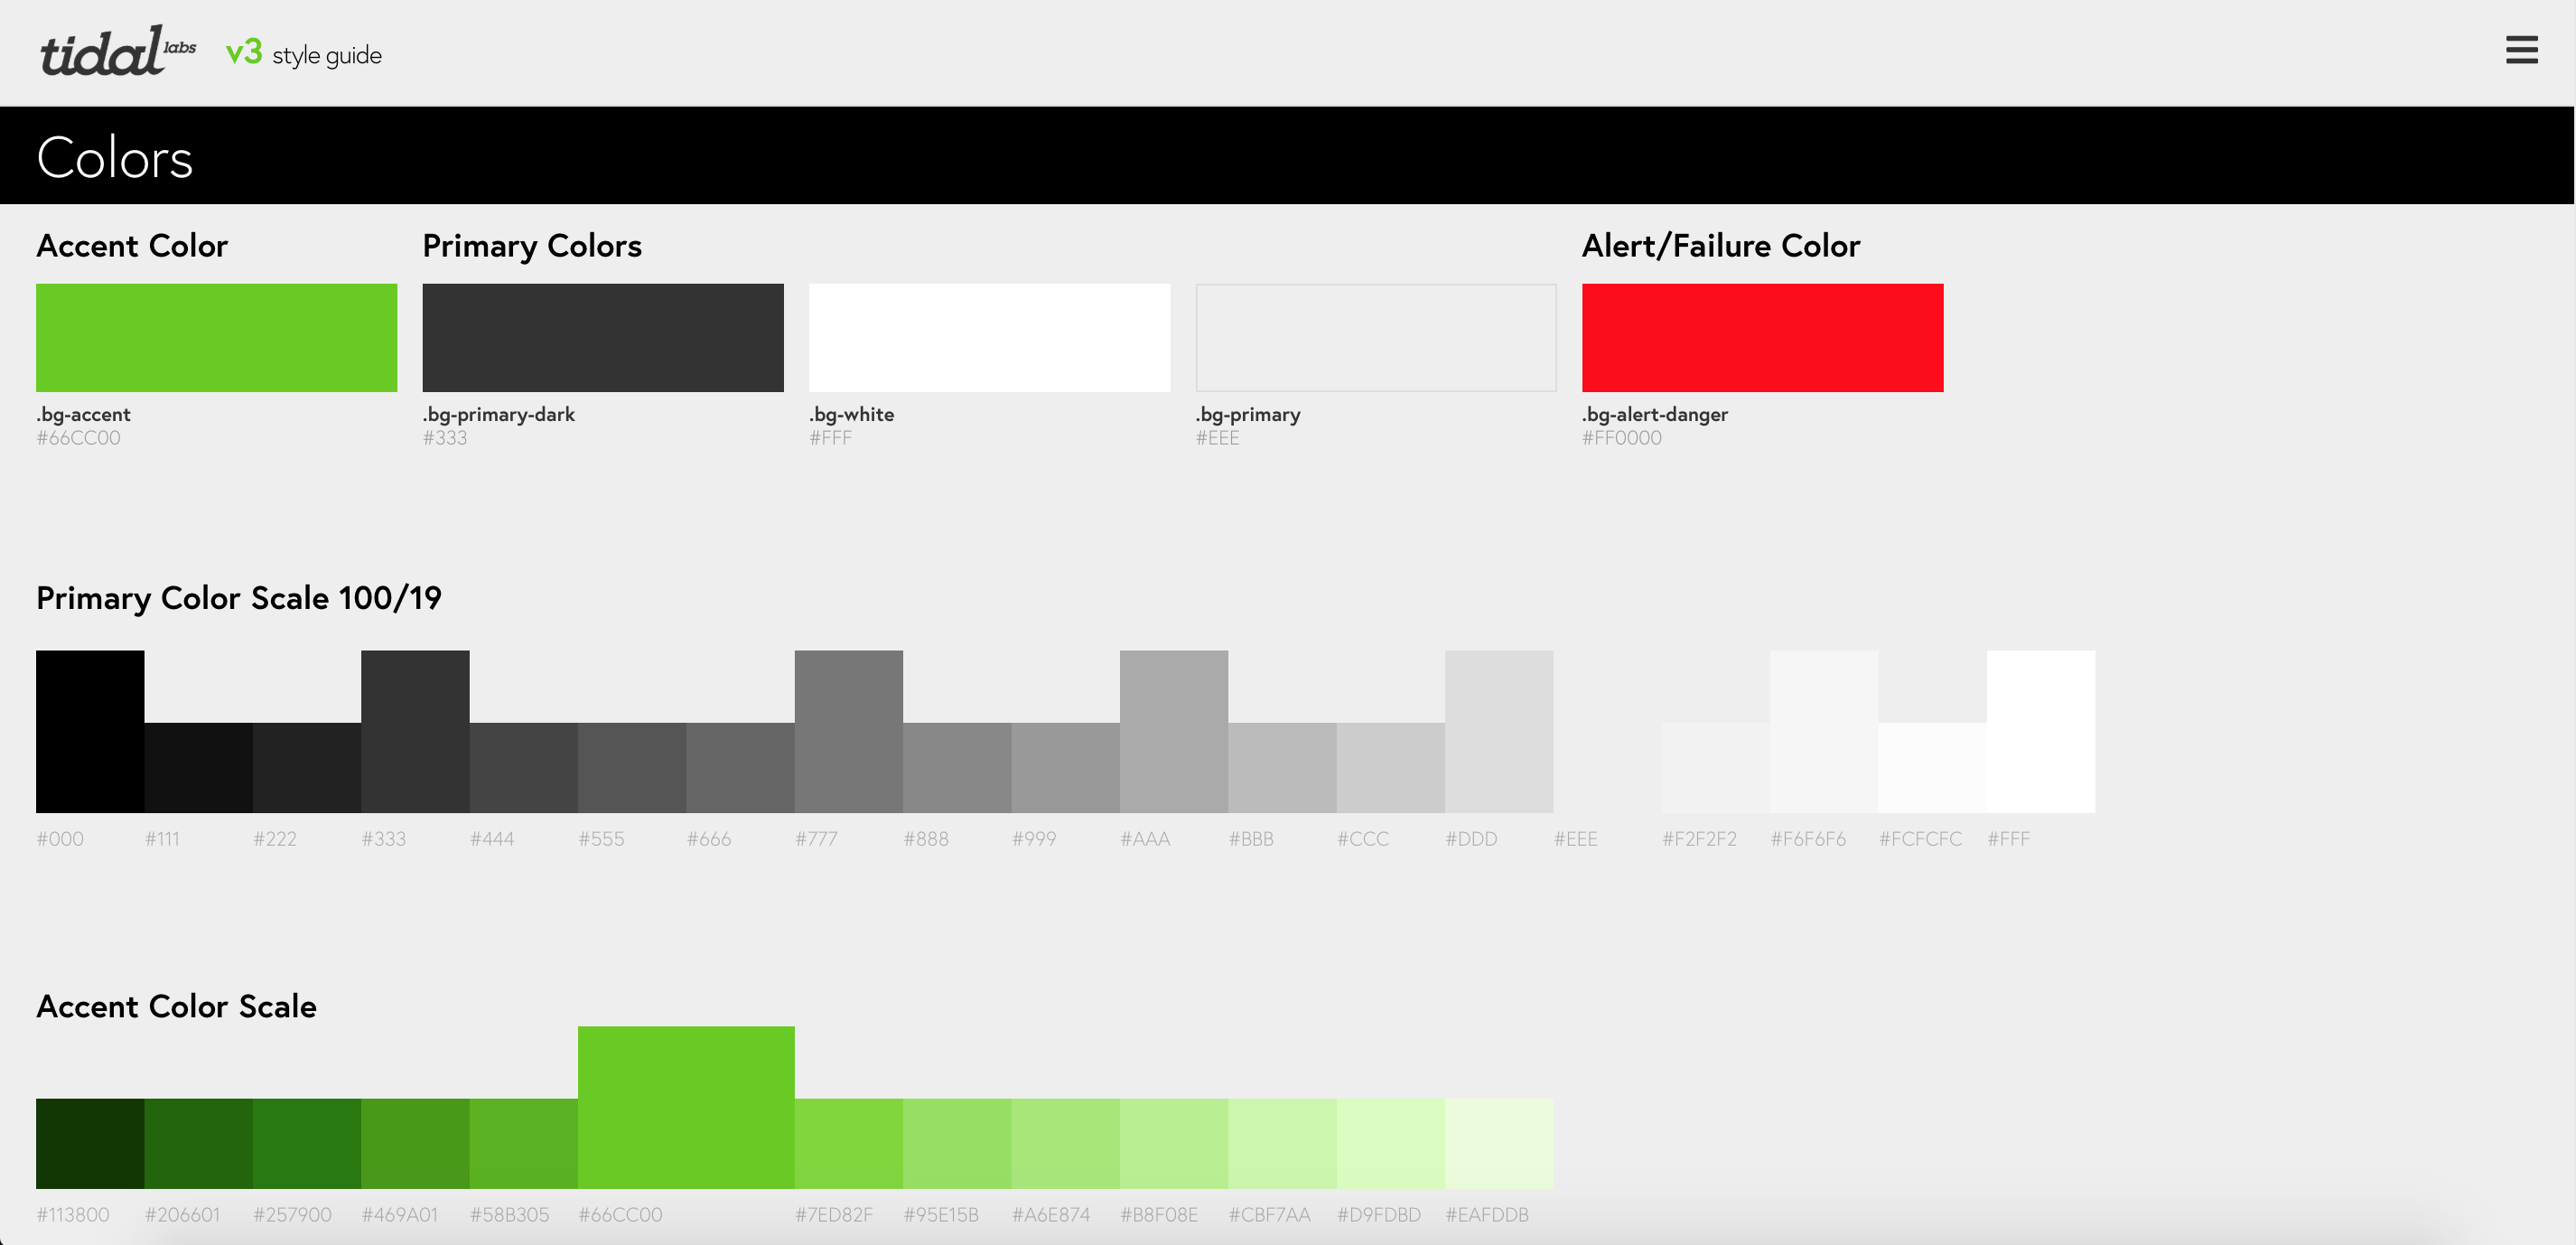 tidal labs v3 style guide
Colors
Accent Color
Primary Colors
Alert/Failure Color
.bg-accent
#66CC00
.bg-primary-dark
#333
.bg-white
#FFF
.bg-primary
#EEE
.bg-alert-danger
#FF0000
Primary Color Scale 100/19
#000 #111 #222 #333 #444 #555 #666 #777 #888 #999 #AAA #BBB #CCC #DDD #EEE #F2F2F2 #F6F6F6 #FCFCFC #FFF
Accent Color Scale
#113800 #206601 #257900 #469A01 #58B305 #66CC00 #7ED82F #95E15B #A6E874 #B8F08E #CBF7AA #D9FDBD #EAFDDB